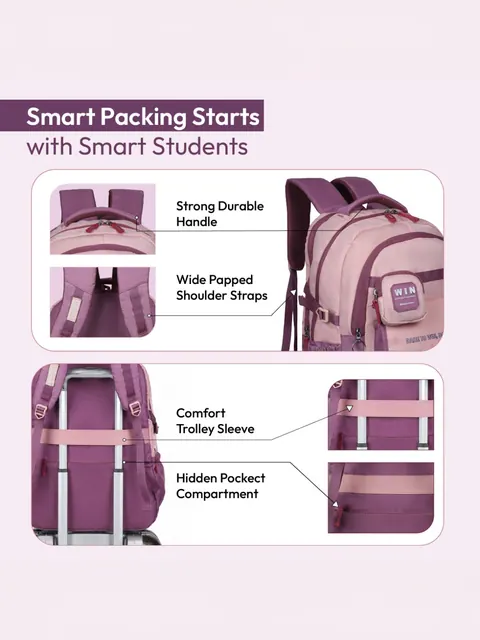 Smart Packing Starts
with Smart Students
Strong Durable
Handle
Wide Papped
Shoulder Straps
WIN
Comfort
Trolley Sleeve
Hidden Pockect
Compartment